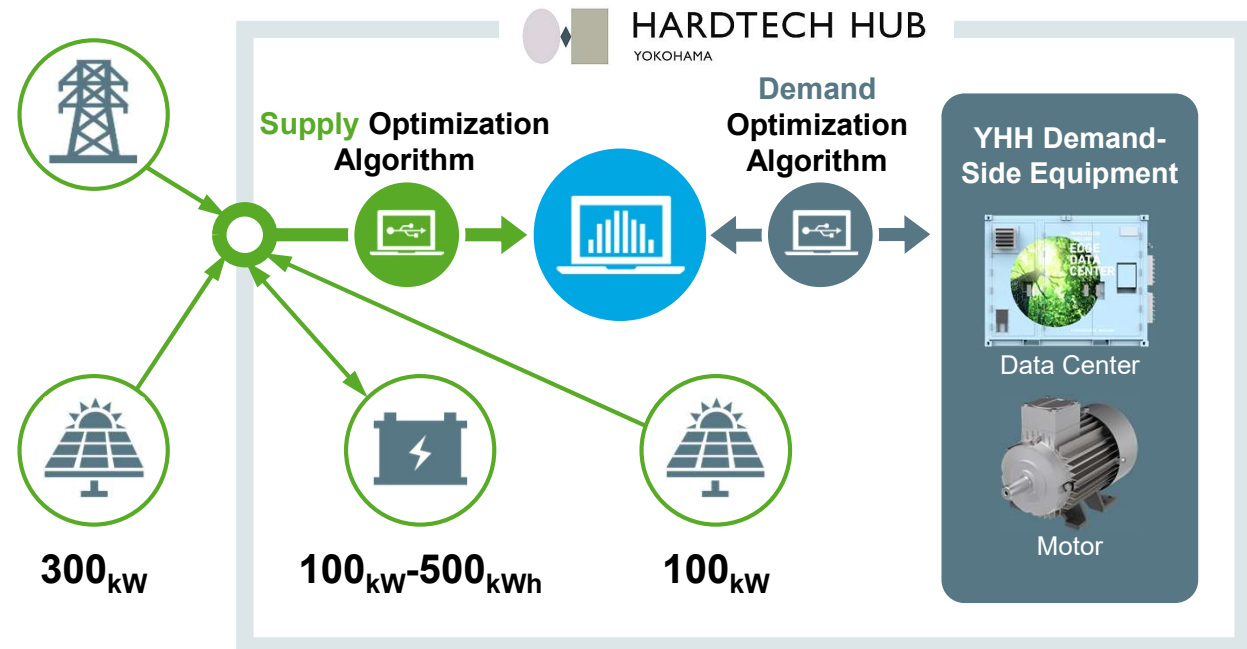 HARDTECH HUB
YOKOHAMA
Supply Optimization
Algorithm
Demand
Optimization
Algorithm
YHH Demand-
Side Equipment
EDGE
DATA
CENTER
Data Center
Motor
300kW
100kW-500kWh
100kW